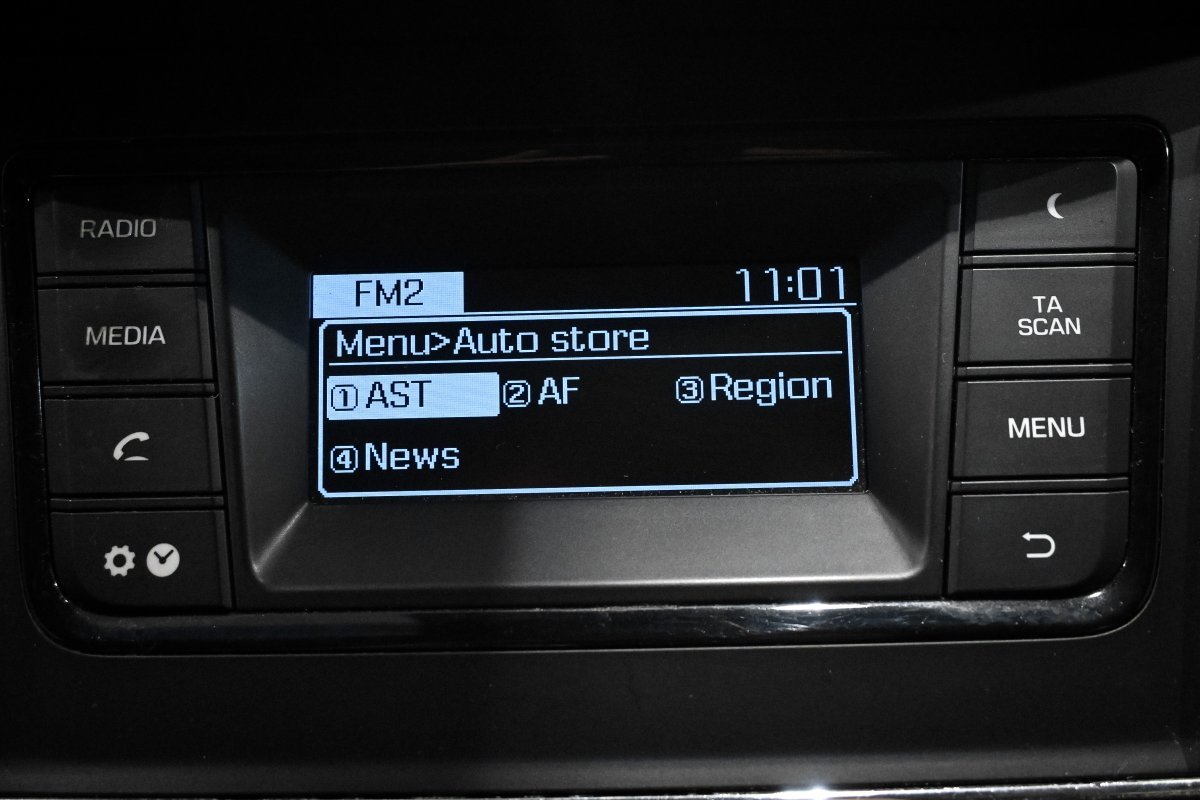 RADIO
MEDIA
FM2 11:01
Menu>Auto store
①AST ②AF ③Region
④News
TA
SCAN
MENU